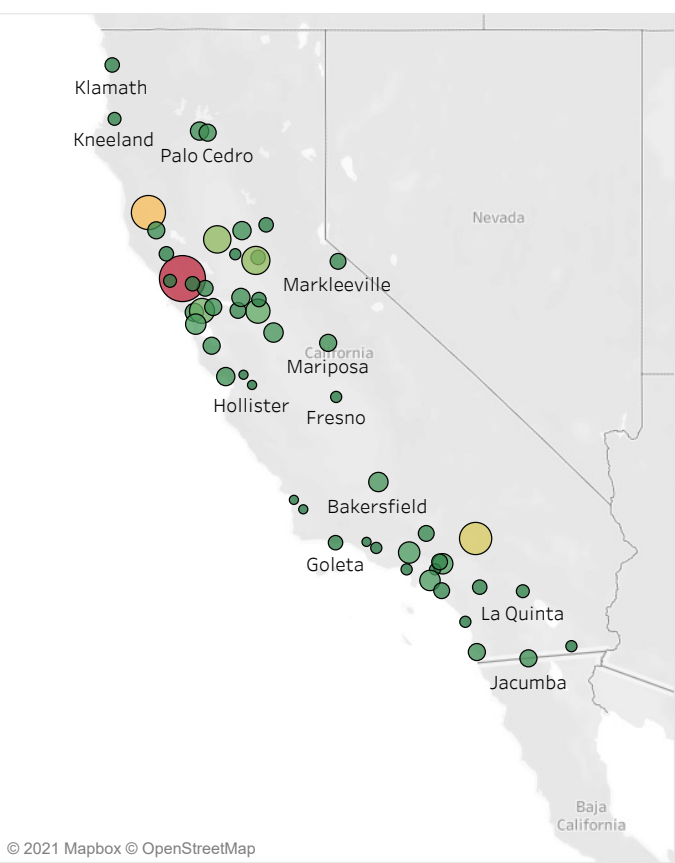 Klamath
Kneeland
Palo Cedro
Nevada
Markleeville
California
Mariposa
Hollister
Fresno
Bakersfield
Goleta
La Quinta
Jacumba
Baja
California
© 2021 Mapbox © OpenStreetMap